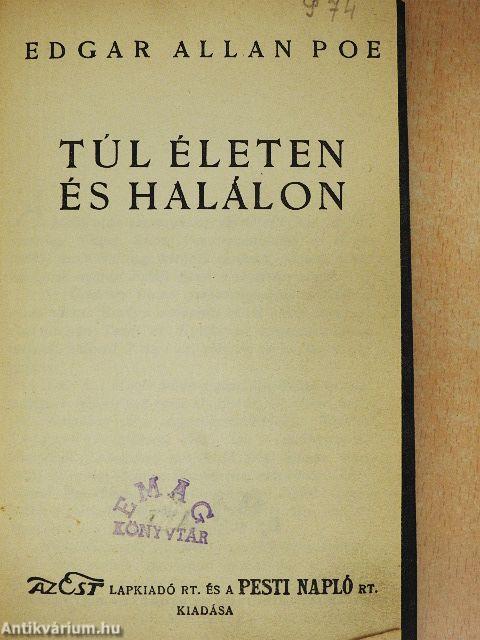 P 74
EDGAR ALLAN POE
TÚL ÉLETEN
ÉS HALÁLON
EMAG
KÖNYVTÁR
AZ EST LAPKIADÓ RT. ÉS A PESTI NAPLÓ RT.
KIADÁSA
Antikvárium.hu